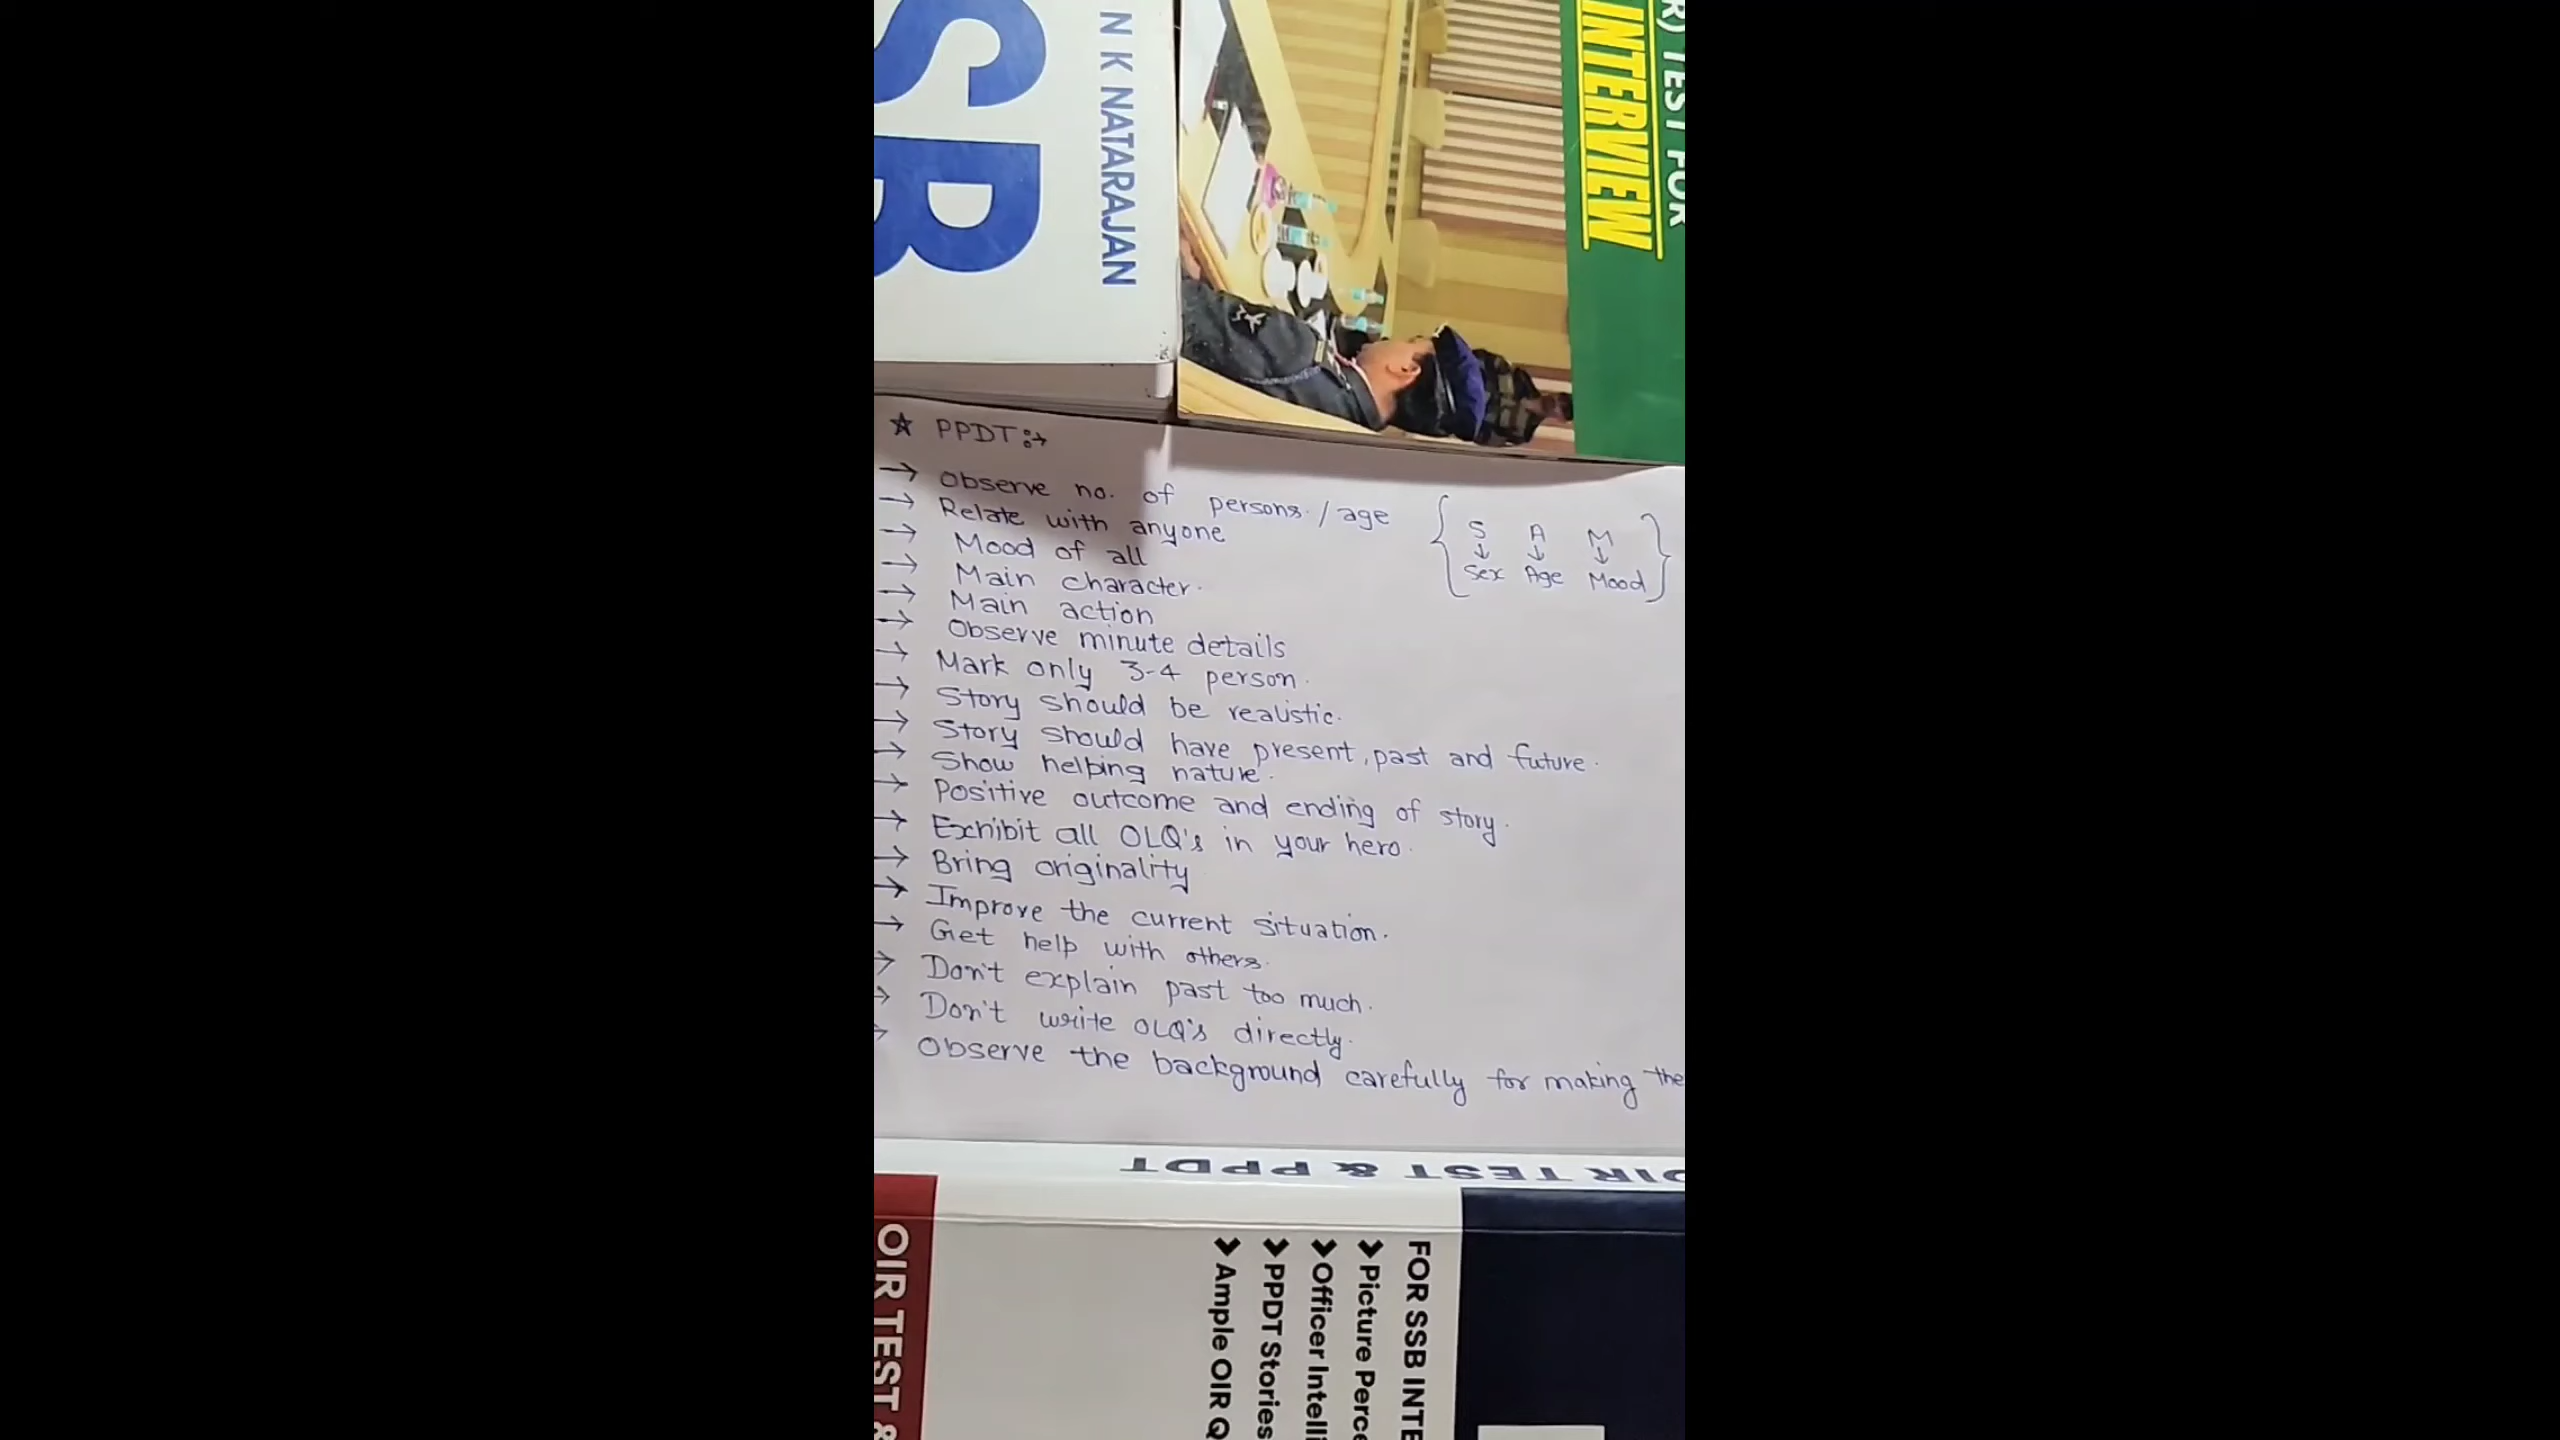 SB
N K NATARAJAN
R) TEST FOR
INTERVIEW
☆ PPDT :→
→ Observe no. of persons. / age
{ S A M }
↓ ↓ ↓
Sex Age Mood
→ Relate with anyone
→ Mood of all
→ Main character.
→ Main action
→ Observe minute details
→ Mark only 3-4 person.
→ Story should be realistic.
→ Story should have present, past and future.
→ Show helping nature.
→ Positive outcome and ending of story.
→ Exhibit all OLQ's in your hero.
→ Bring originality
→ Improve the current situation.
→ Get help with others.
→ Don't explain past too much.
→ Don't write OLQ's directly.
→ Observe the background carefully for making the
OIR TEST & PPDT
FOR SSB INTE
Picture Perce
Officer Intelli
PPDT Stories
Ample OIR Q
OIR TEST &